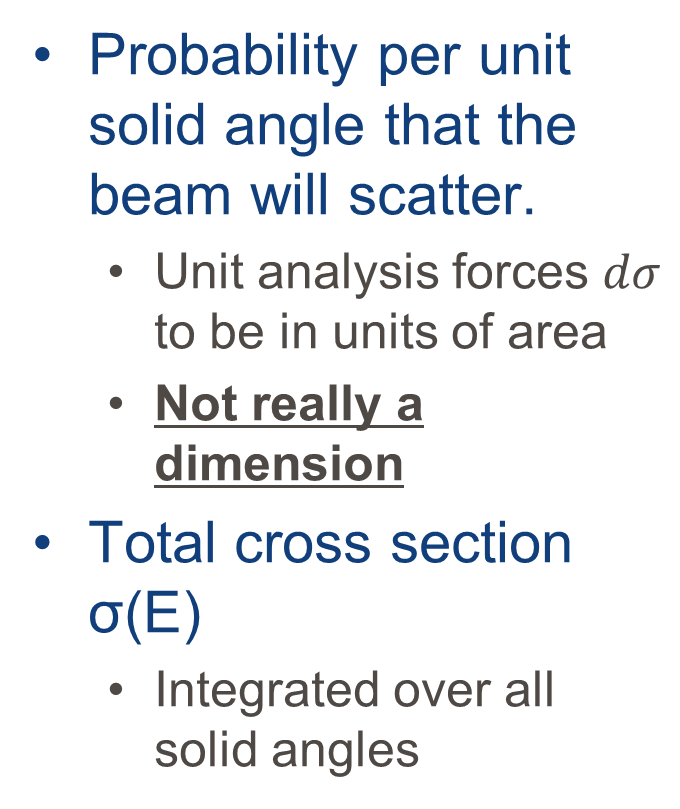 • Probability per unit
solid angle that the
beam will scatter.
• Unit analysis forces 𝑑𝜎
to be in units of area
• Not really a
dimension
• Total cross section
σ(E)
• Integrated over all
solid angles